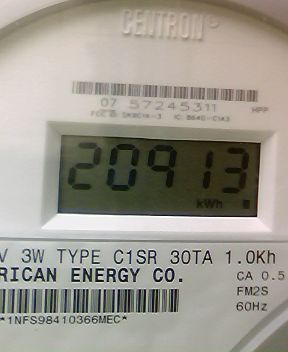 CENTRON®
07 57245311 HPP
20913
kWh
V 3W TYPE C1SR 30TA 1.0Kh
RICAN ENERGY CO.
CA 0.5
FM2S
60Hz
*1NFS98410366MEC*